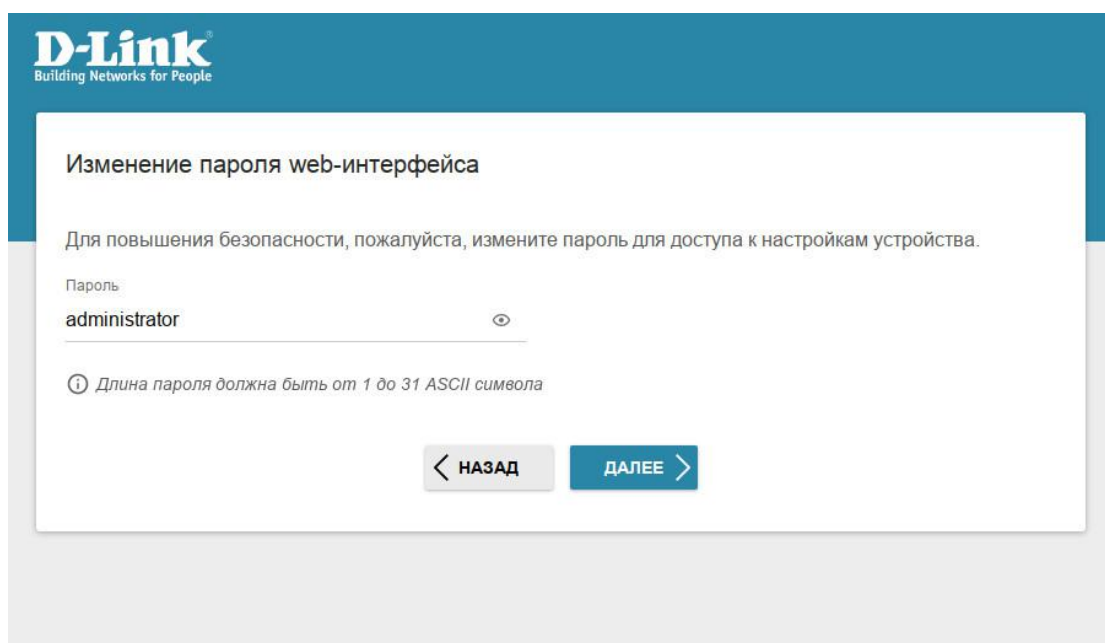 D-Link
Building Networks for People
Изменение пароля web-интерфейса
Для повышения безопасности, пожалуйста, измените пароль для доступа к настройкам устройства.
Пароль
administrator
Длина пароля должна быть от 1 до 31 ASCII символа
НАЗАД
ДАЛЕЕ